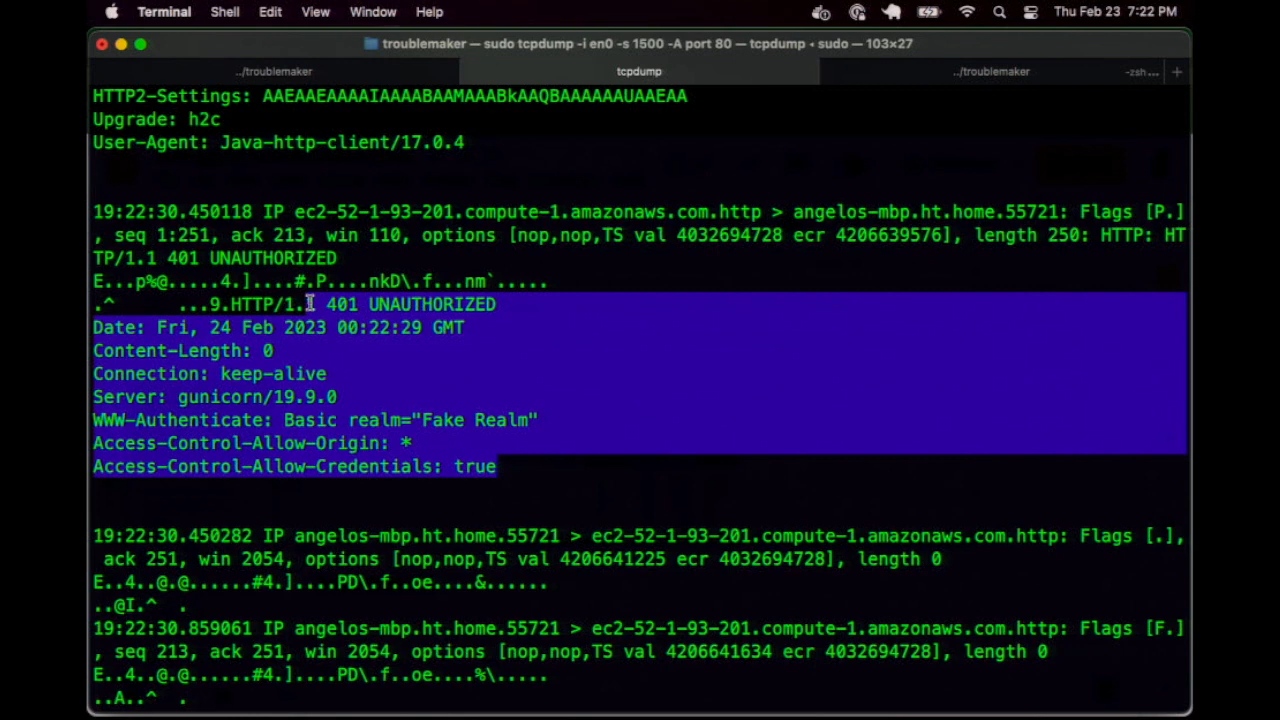 Terminal Shell Edit View Window Help Thu Feb 23 7:22 PM
troublemaker — sudo tcpdump -i en0 -s 1500 -A port 80 — tcpdump ◂ sudo — 103×27
../troublemaker tcpdump ../troublemaker -zsh... +
HTTP2-Settings: AAEAAEAAAAIAAAABAAMAAABkAAQBAAAAAAUAAEAA
Upgrade: h2c
User-Agent: Java-http-client/17.0.4
19:22:30.450118 IP ec2-52-1-93-201.compute-1.amazonaws.com.http > angelos-mbp.ht.home.55721: Flags [P.]
, seq 1:251, ack 213, win 110, options [nop,nop,TS val 4032694728 ecr 4206639576], length 250: HTTP: HT
TP/1.1 401 UNAUTHORIZED
E...p%@.....4.]....#.P....nkD\.f...nm`.....
.^ ...9.HTTP/1.1 401 UNAUTHORIZED
Date: Fri, 24 Feb 2023 00:22:29 GMT
Content-Length: 0
Connection: keep-alive
Server: gunicorn/19.9.0
WWW-Authenticate: Basic realm="Fake Realm"
Access-Control-Allow-Origin: *
Access-Control-Allow-Credentials: true
19:22:30.450282 IP angelos-mbp.ht.home.55721 > ec2-52-1-93-201.compute-1.amazonaws.com.http: Flags [.],
ack 251, win 2054, options [nop,nop,TS val 4206641225 ecr 4032694728], length 0
E..4..@.@......#4.]....PD\.f..oe....&......
..@I.^ .
19:22:30.859061 IP angelos-mbp.ht.home.55721 > ec2-52-1-93-201.compute-1.amazonaws.com.http: Flags [F.]
, seq 213, ack 251, win 2054, options [nop,nop,TS val 4206641634 ecr 4032694728], length 0
E..4..@.@......#4.]....PD\.f..oe....%\.....
..A..^ .